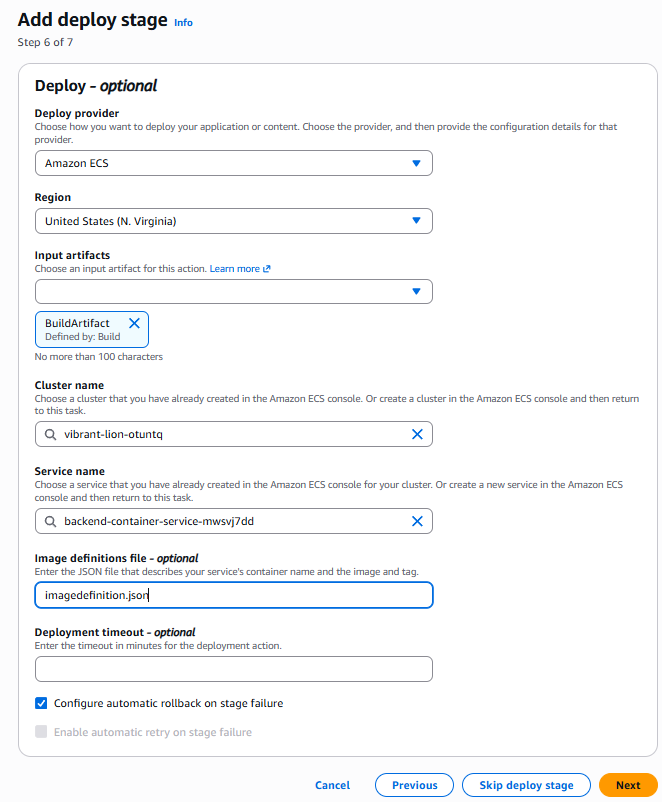 Add deploy stage Info
Step 6 of 7
Deploy - optional
Deploy provider
Choose how you want to deploy your application or content. Choose the provider, and then provide the configuration details for that
provider.
Amazon ECS
Region
United States (N. Virginia)
Input artifacts
Choose an input artifact for this action. Learn more
BuildArtifact
Defined by: Build
No more than 100 characters
Cluster name
Choose a cluster that you have already created in the Amazon ECS console. Or create a cluster in the Amazon ECS console and then return
to this task.
vibrant-lion-otuntq
Service name
Choose a service that you have already created in the Amazon ECS console for your cluster. Or create a new service in the Amazon ECS
console and then return to this task.
backend-container-service-mwsvj7dd
Image definitions file - optional
Enter the JSON file that describes your service's container name and the image and tag.
imagedefinition.json
Deployment timeout - optional
Enter the timeout in minutes for the deployment action.
Configure automatic rollback on stage failure
Enable automatic retry on stage failure
Cancel Previous Skip deploy stage Next